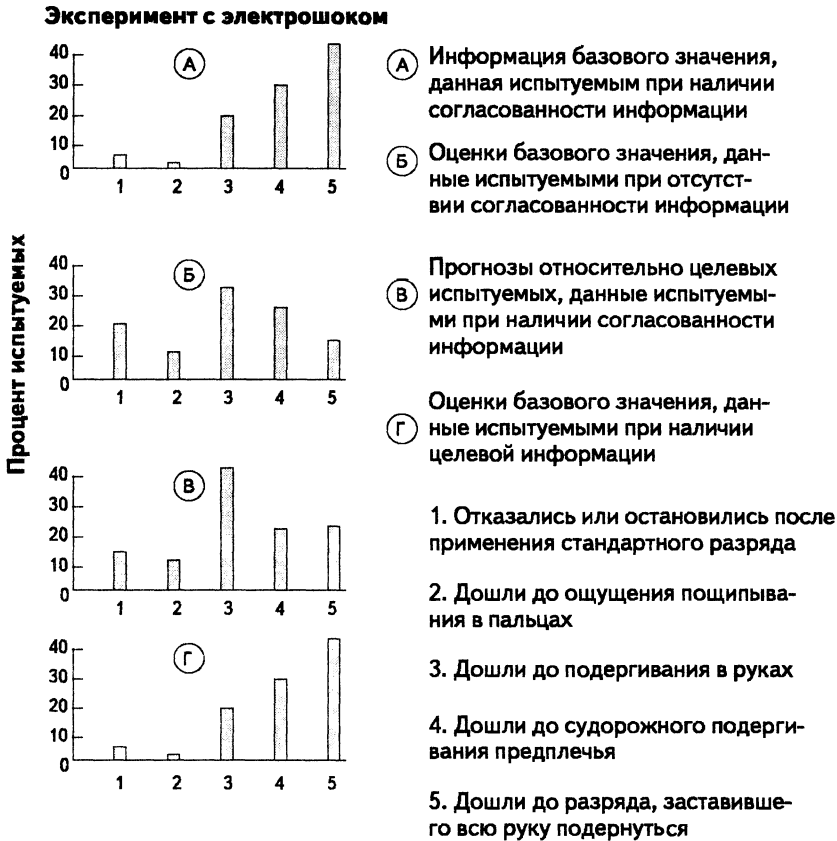 Эксперимент с электрошоком
Процент испытуемых
40
30
20
10
0
А
1 2 3 4 5
40
30
20
10
0
Б
1 2 3 4 5
40
30
20
10
0
В
1 2 3 4 5
40
30
20
10
0
Г
1 2 3 4 5
А
Информация базового значения,
данная испытуемым при наличии
согласованности информации
Б
Оценки базового значения, дан-
ные испытуемыми при отсутст-
вии согласованности информации
В
Прогнозы относительно целевых
испытуемых, данные испытуемы-
ми при наличии согласованности
информации
Г
Оценки базового значения, дан-
ные испытуемыми при наличии
целевой информации
1. Отказались или остановились после
применения стандартного разряда
2. Дошли до ощущения пощипыва-
ния в пальцах
3. Дошли до подергивания в руках
4. Дошли до судорожного подерги-
вания предплечья
5. Дошли до разряда, заставивше-
го всю руку подернуться